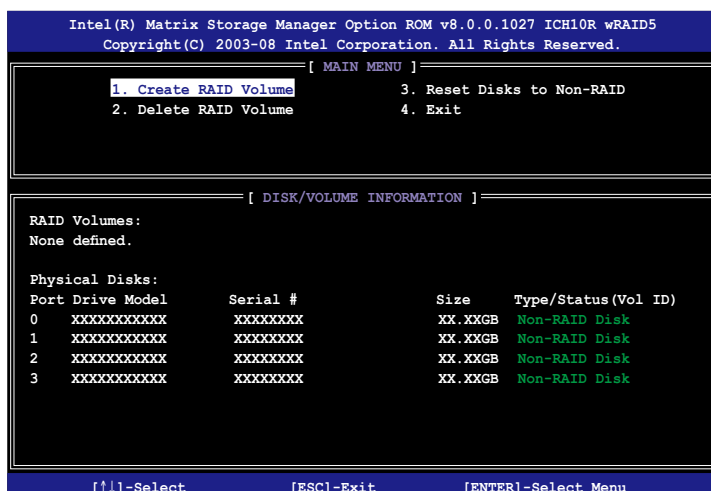 Intel(R) Matrix Storage Manager Option ROM v8.0.0.1027 ICH10R wRAID5
Copyright(C) 2003-08 Intel Corporation. All Rights Reserved.
[ MAIN MENU ]
1. Create RAID Volume 3. Reset Disks to Non-RAID
2. Delete RAID Volume 4. Exit
[ DISK/VOLUME INFORMATION ]
RAID Volumes:
None defined.
Physical Disks:
Port Drive Model Serial # Size Type/Status(Vol ID)
0 XXXXXXXXXXX XXXXXXXX XX.XXGB Non-RAID Disk
1 XXXXXXXXXXX XXXXXXXX XX.XXGB Non-RAID Disk
2 XXXXXXXXXXX XXXXXXXX XX.XXGB Non-RAID Disk
3 XXXXXXXXXXX XXXXXXXX XX.XXGB Non-RAID Disk
[↑↓]-Select [ESC]-Exit [ENTER]-Select Menu